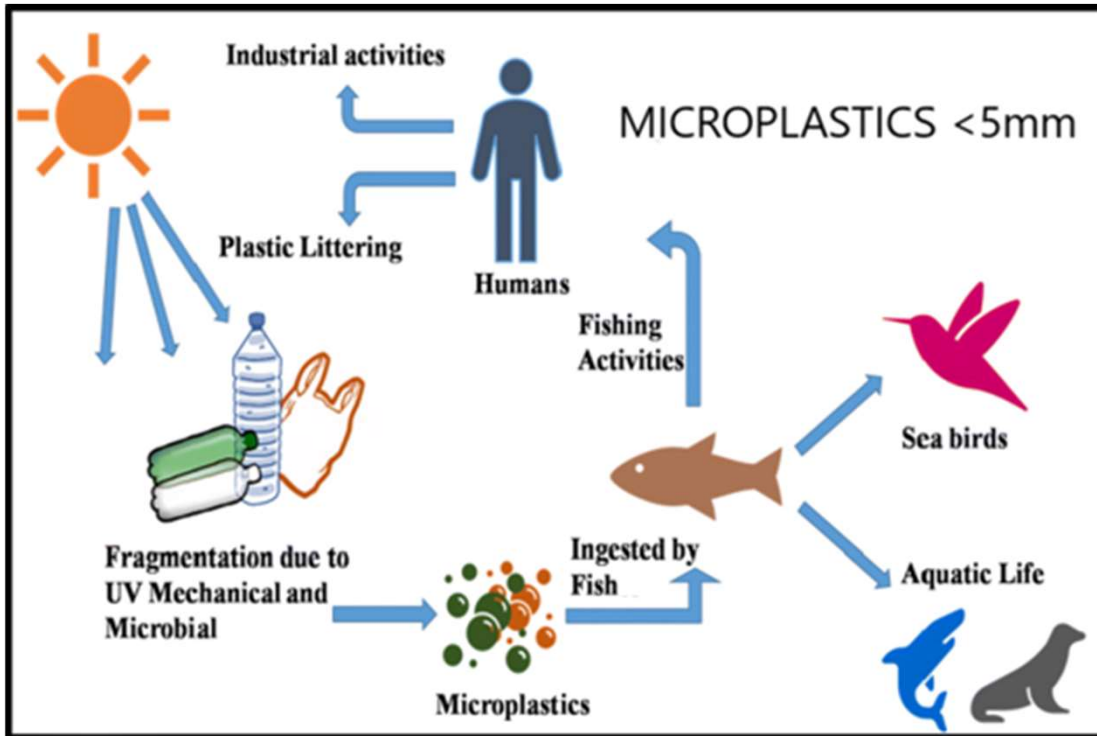 Industrial activities
MICROPLASTICS <5mm
Plastic Littering
Humans
Fishing
Activities
Sea birds
Fragmentation due to
UV Mechanical and
Microbial
Ingested by
Fish
Aquatic Life
Microplastics